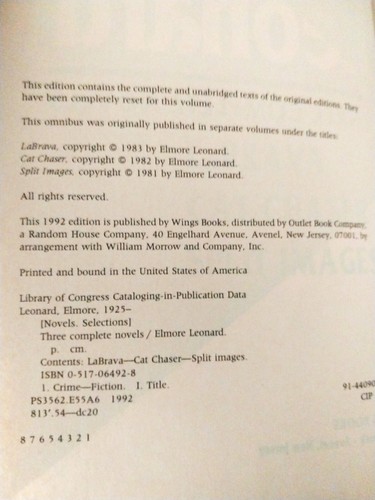 This edition contains the complete and unabridged texts of the original editions. They
have been completely reset for this volume.
This omnibus was originally published in separate volumes under the titles:
LaBrava, copyright © 1983 by Elmore Leonard.
Cat Chaser, copyright © 1982 by Elmore Leonard.
Split Images, copyright © 1981 by Elmore Leonard.
All rights reserved.
This 1992 edition is published by Wings Books, distributed by Outlet Book Company,
a Random House Company, 40 Engelhard Avenue, Avenel, New Jersey, 07001, by
arrangement with William Morrow and Company, Inc.
Printed and bound in the United States of America
Library of Congress Cataloging-in-Publication Data
Leonard, Elmore, 1925–
[Novels. Selections]
Three complete novels / Elmore Leonard.
p. cm.
Contents: LaBrava—Cat Chaser—Split images.
ISBN 0-517-06492-8
1. Crime—Fiction. I. Title.
PS3562.E55A6 1992 91-44090
813'.54—dc20 CIP
8 7 6 5 4 3 2 1